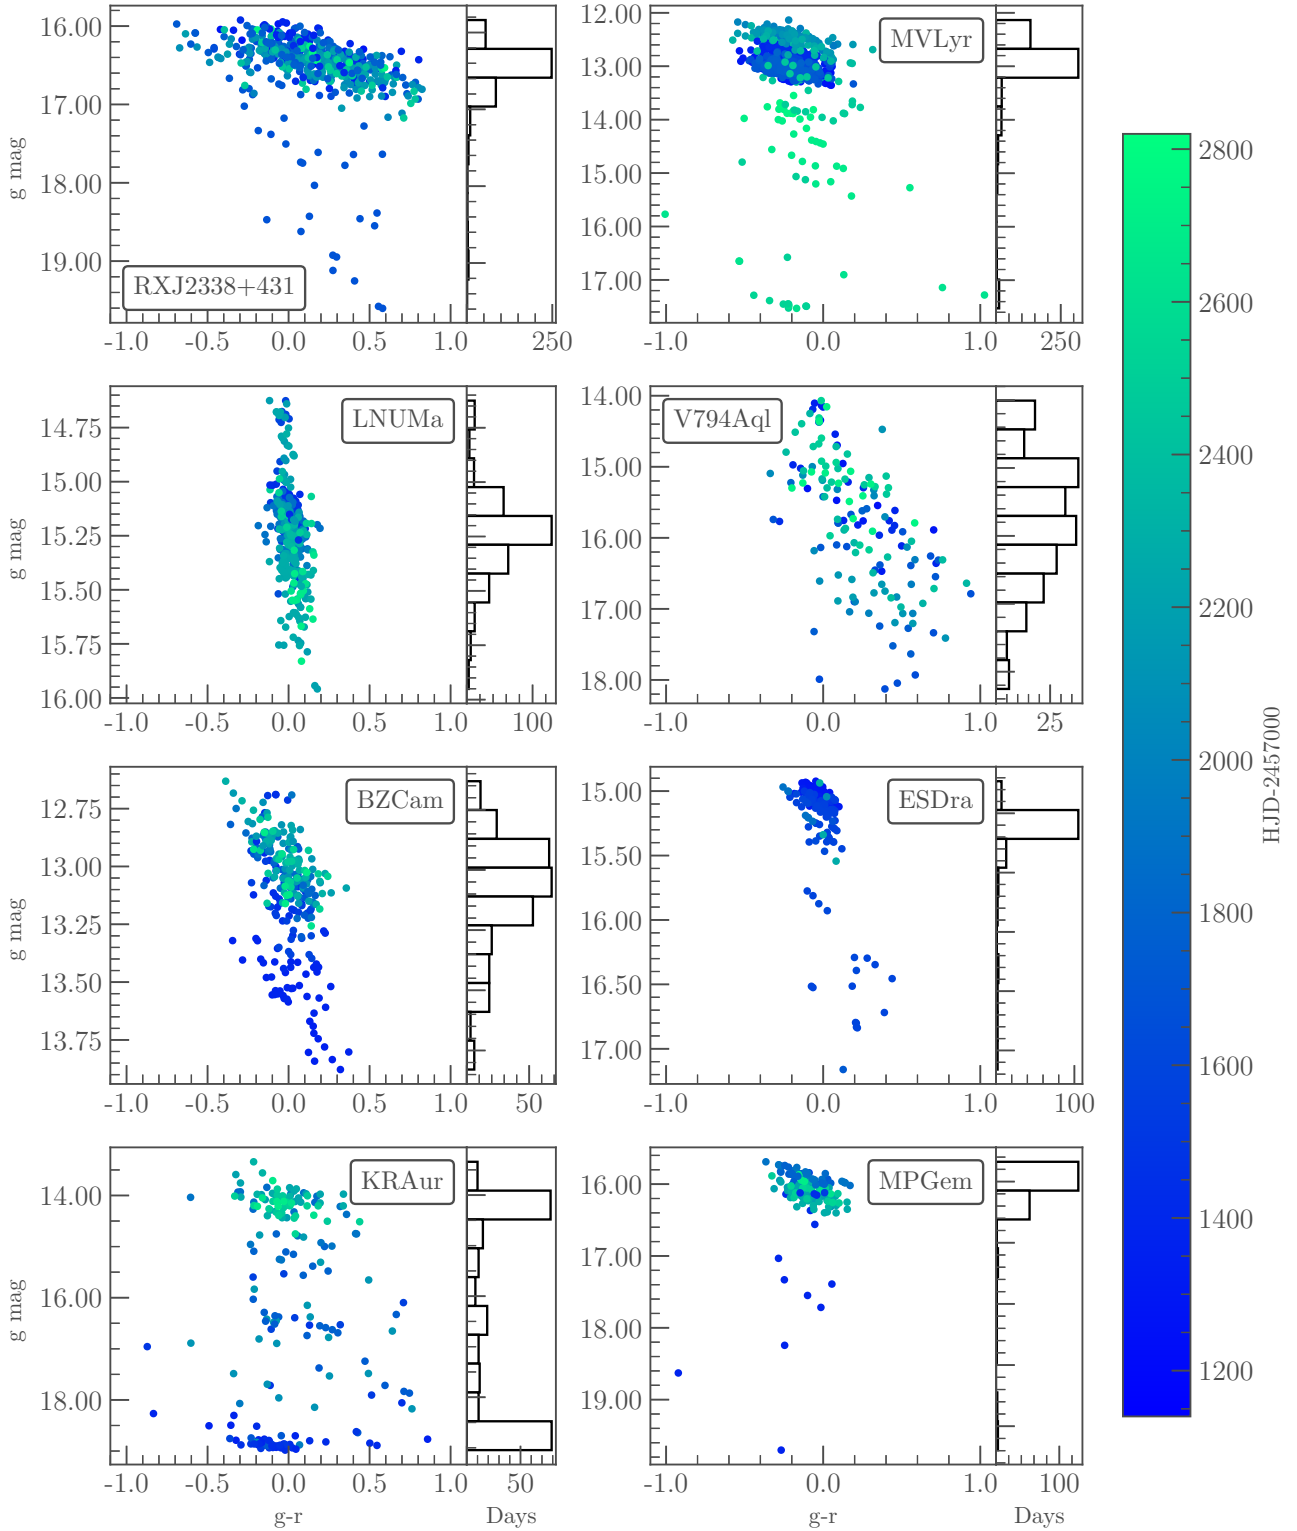 16.00
17.00
18.00
19.00
g mag
RXJ2338+431
-1.0 -0.5 0.0 0.5 1.0 250
12.00
13.00
14.00
15.00
16.00
17.00
MVLyr
-1.0 0.0 1.0 250
14.75
15.00
15.25
15.50
15.75
16.00
g mag
LNUMa
-1.0 -0.5 0.0 0.5 1.0 100
14.00
15.00
16.00
17.00
18.00
V794Aql
-1.0 0.0 1.0 25
12.75
13.00
13.25
13.50
13.75
g mag
BZCam
-1.0 -0.5 0.0 0.5 1.0 50
15.00
15.50
16.00
16.50
17.00
ESDra
-1.0 0.0 1.0 100
14.00
16.00
18.00
g mag
KRAur
-1.0 -0.5 0.0 0.5 1.0 50
g-r Days
16.00
17.00
18.00
19.00
MPGem
-1.0 0.0 1.0 100
g-r Days
2800
2600
2400
2200
2000
1800
1600
1400
1200
HJD-2457000